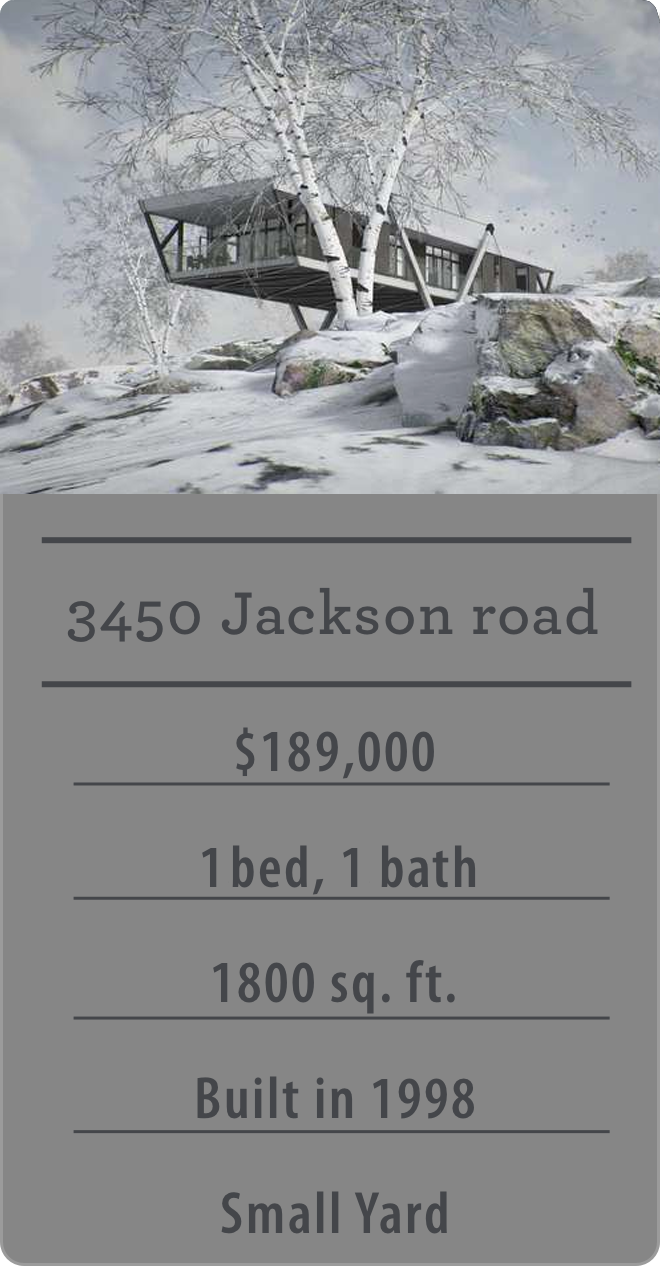 3450 Jackson road
$189,000
1 bed, 1 bath
1800 sq. ft.
Built in 1998
Small Yard